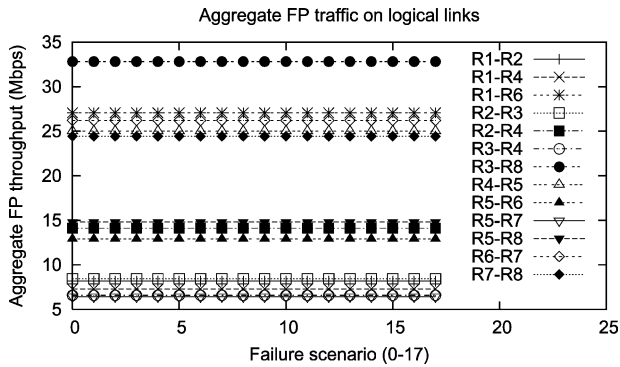 Aggregate FP traffic on logical links
Aggregate FP throughput (Mbps)
35
30
25
20
15
10
5
0
5
10
15
20
25
Failure scenario (0-17)
R1-R2
R1-R4
R1-R6
R2-R3
R2-R4
R3-R4
R3-R8
R4-R5
R5-R6
R5-R7
R5-R8
R6-R7
R7-R8